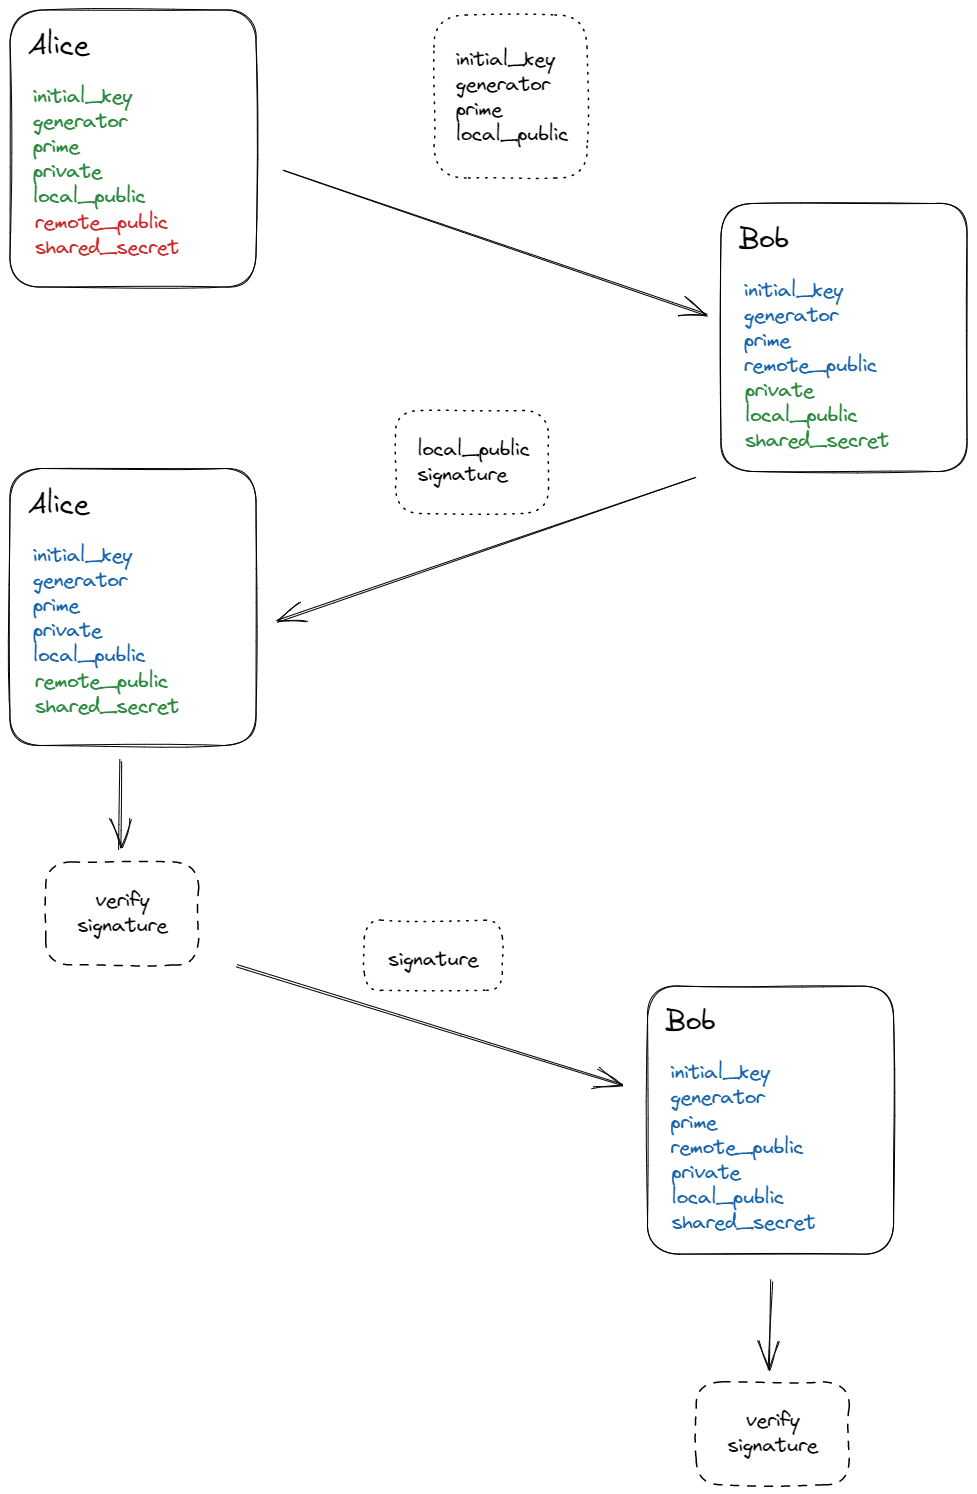 Alice
initial_key
generator
prime
private
local_public
remote_public
shared_secret
initial_key
generator
prime
local_public
Bob
initial_key
generator
prime
remote_public
private
local_public
shared_secret
local_public
signature
Alice
initial_key
generator
prime
private
local_public
remote_public
shared_secret
verify
signature
signature
Bob
initial_key
generator
prime
remote_public
private
local_public
shared_secret
verify
signature